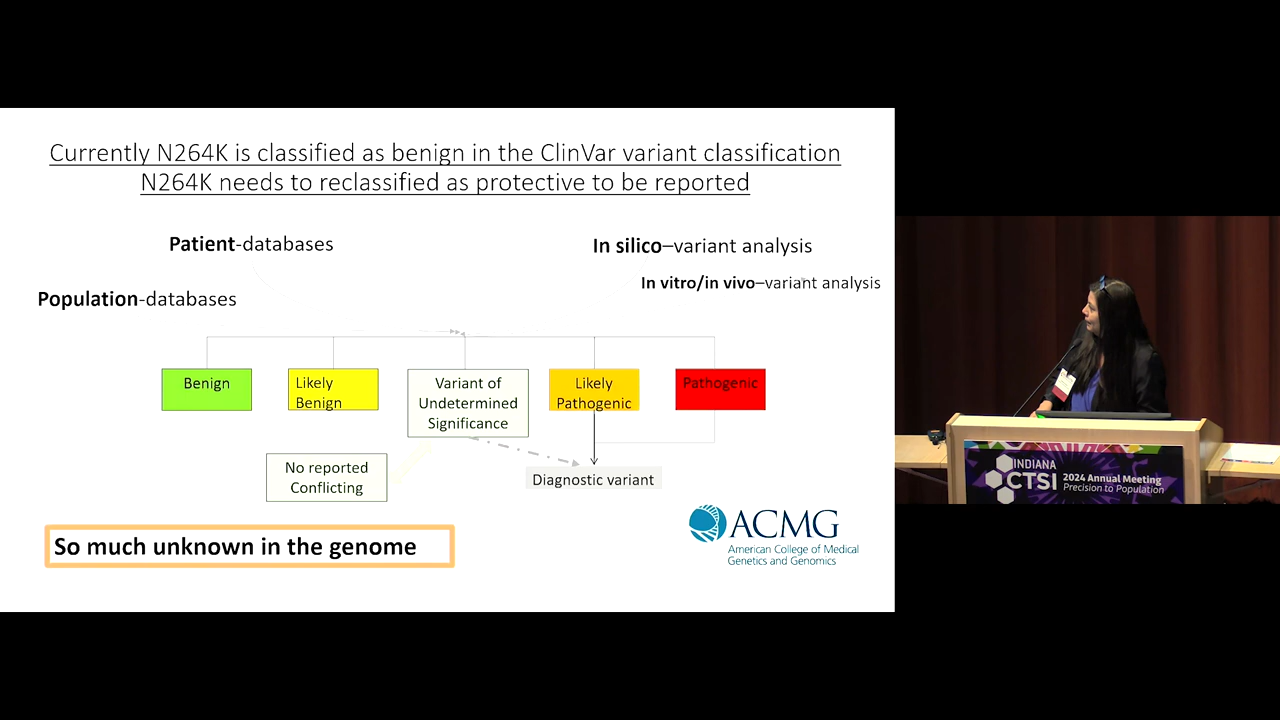 Currently N264K is classified as benign in the ClinVar variant classification
N264K needs to reclassified as protective to be reported
Patient-databases
In silico–variant analysis
In vitro/in vivo–variant analysis
Population-databases
Benign
Likely
Benign
Variant of
Undetermined
Significance
Likely
Pathogenic
Pathogenic
No reported
Conflicting
Diagnostic variant
So much unknown in the genome
ACMG
American College of Medical
Genetics and Genomics
INDIANA
CTSI
2024 Annual Meeting
Precision to Population